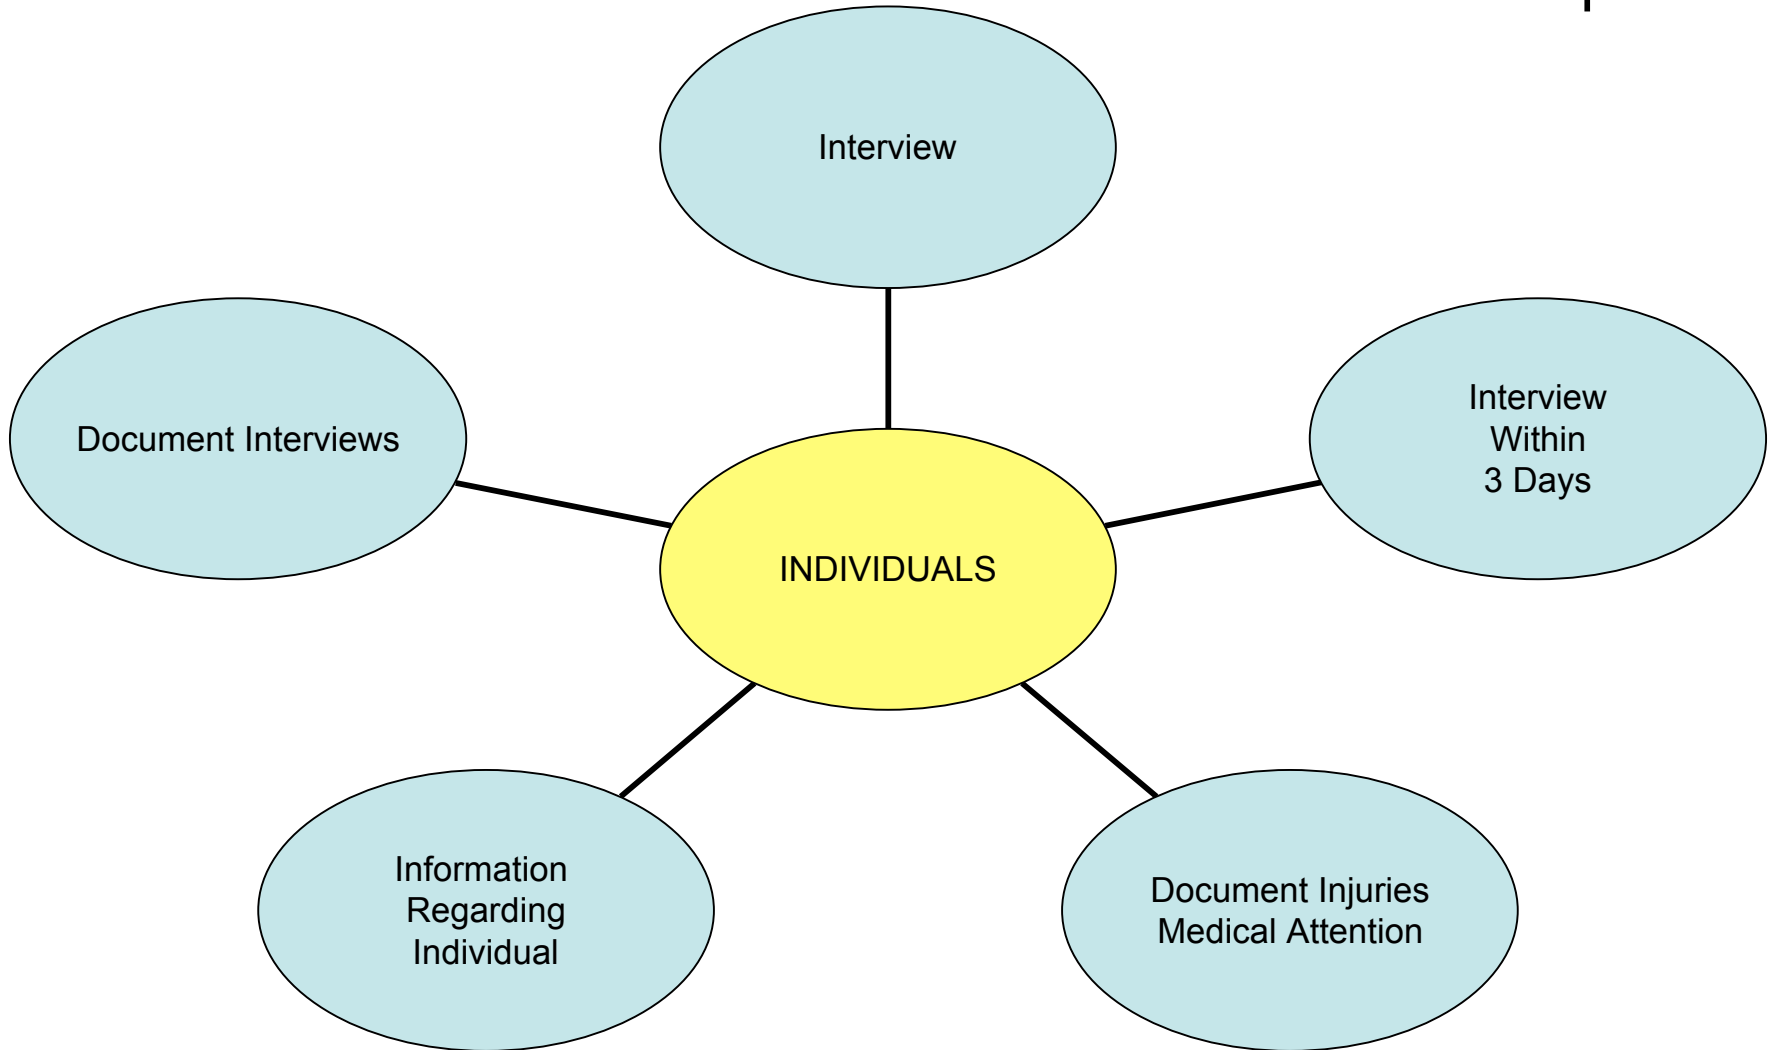 Interview
Document Interviews
Interview
Within
3 Days
INDIVIDUALS
Information
Regarding
Individual
Document Injuries
Medical Attention